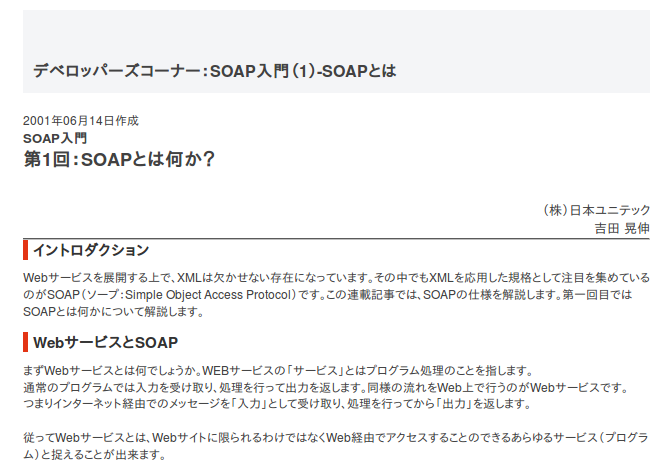 デベロッパーズコーナー：SOAP入門（1）-SOAPとは
2001年06月14日作成
SOAP入門
第1回：SOAPとは何か？
（株）日本ユニテック
吉田 晃伸
イントロダクション
Webサービスを展開する上で、XMLは欠かせない存在になっています。その中でもXMLを応用した規格として注目を集めている
のがSOAP（ソープ：Simple Object Access Protocol）です。この連載記事では、SOAPの仕様を解説します。第一回目では
SOAPとは何かについて解説します。
WebサービスとSOAP
まずWebサービスとは何でしょうか。WEBサービスの「サービス」とはプログラム処理のことを指します。
通常のプログラムでは入力を受け取り、処理を行って出力を返します。同様の流れをWeb上で行うのがWebサービスです。
つまりインターネット経由でのメッセージを「入力」として受け取り、処理を行ってから「出力」を返します。
従ってWebサービスとは、Webサイトに限られるわけではなくWeb経由でアクセスすることのできるあらゆるサービス（プログラ
ム）と捉えることが出来ます。